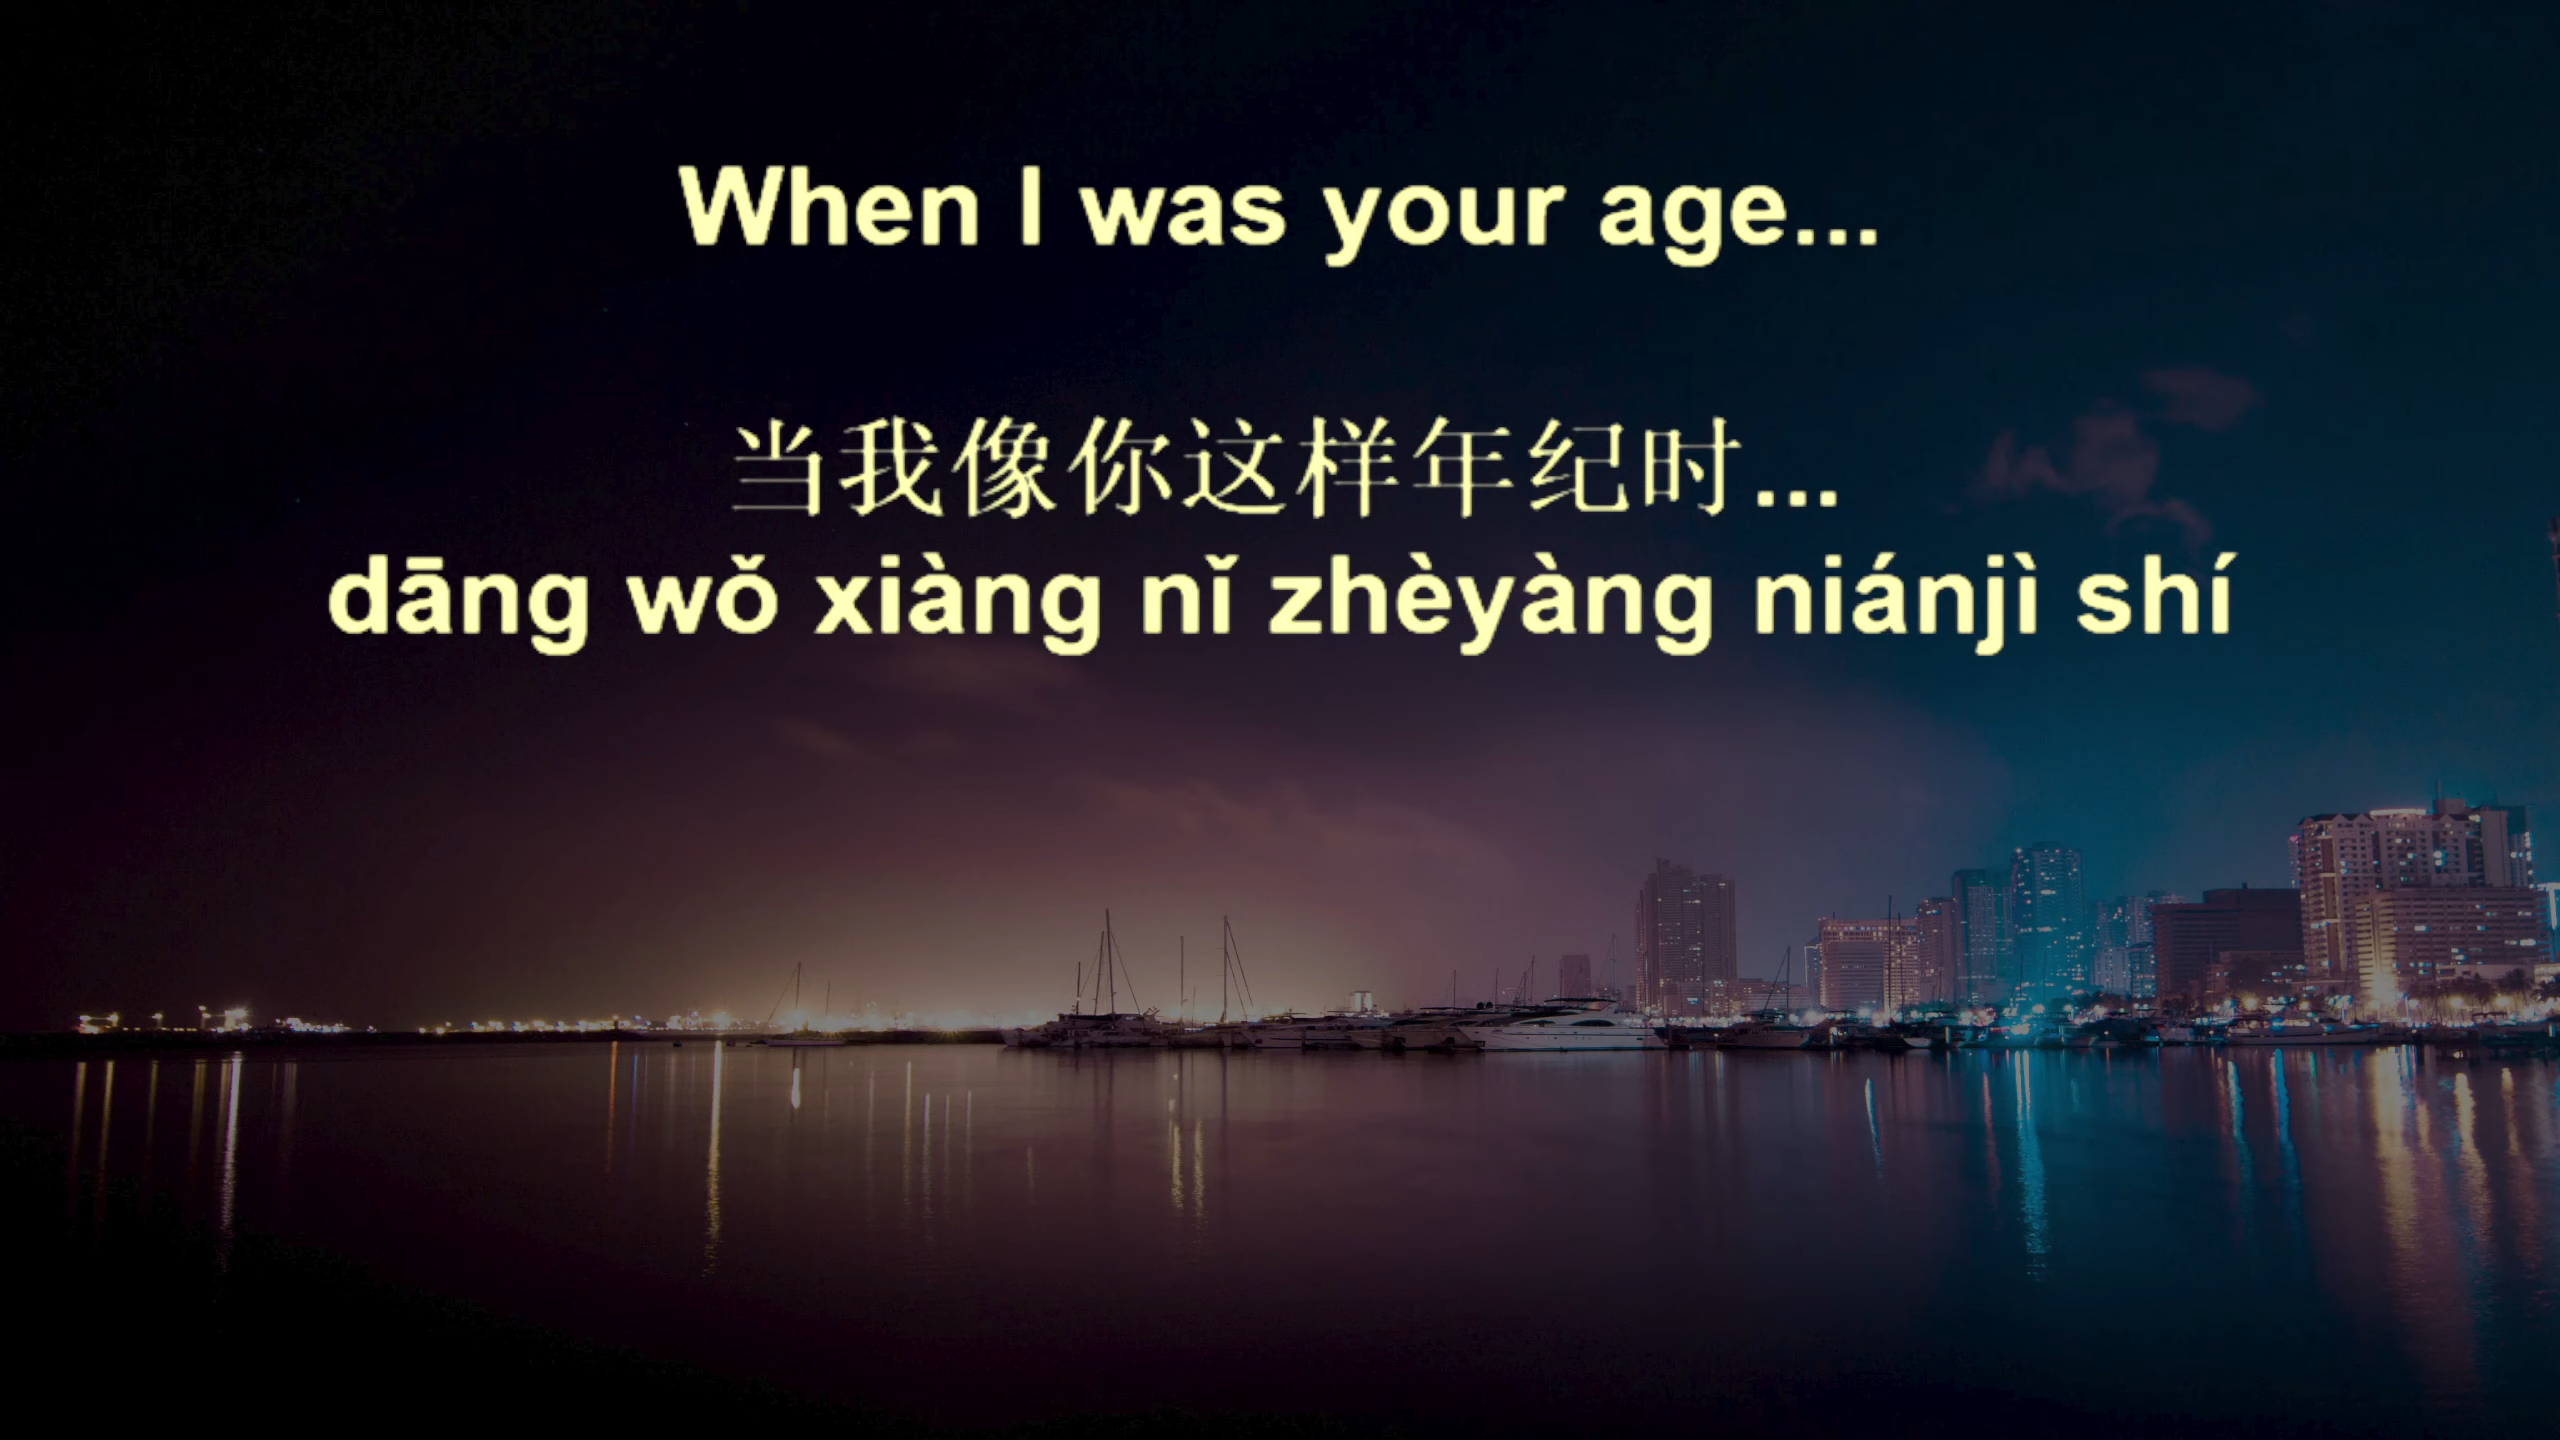 When I was your age...
当我像你这样年纪时...
dāng wǒ xiàng nǐ zhèyàng niánjì shí